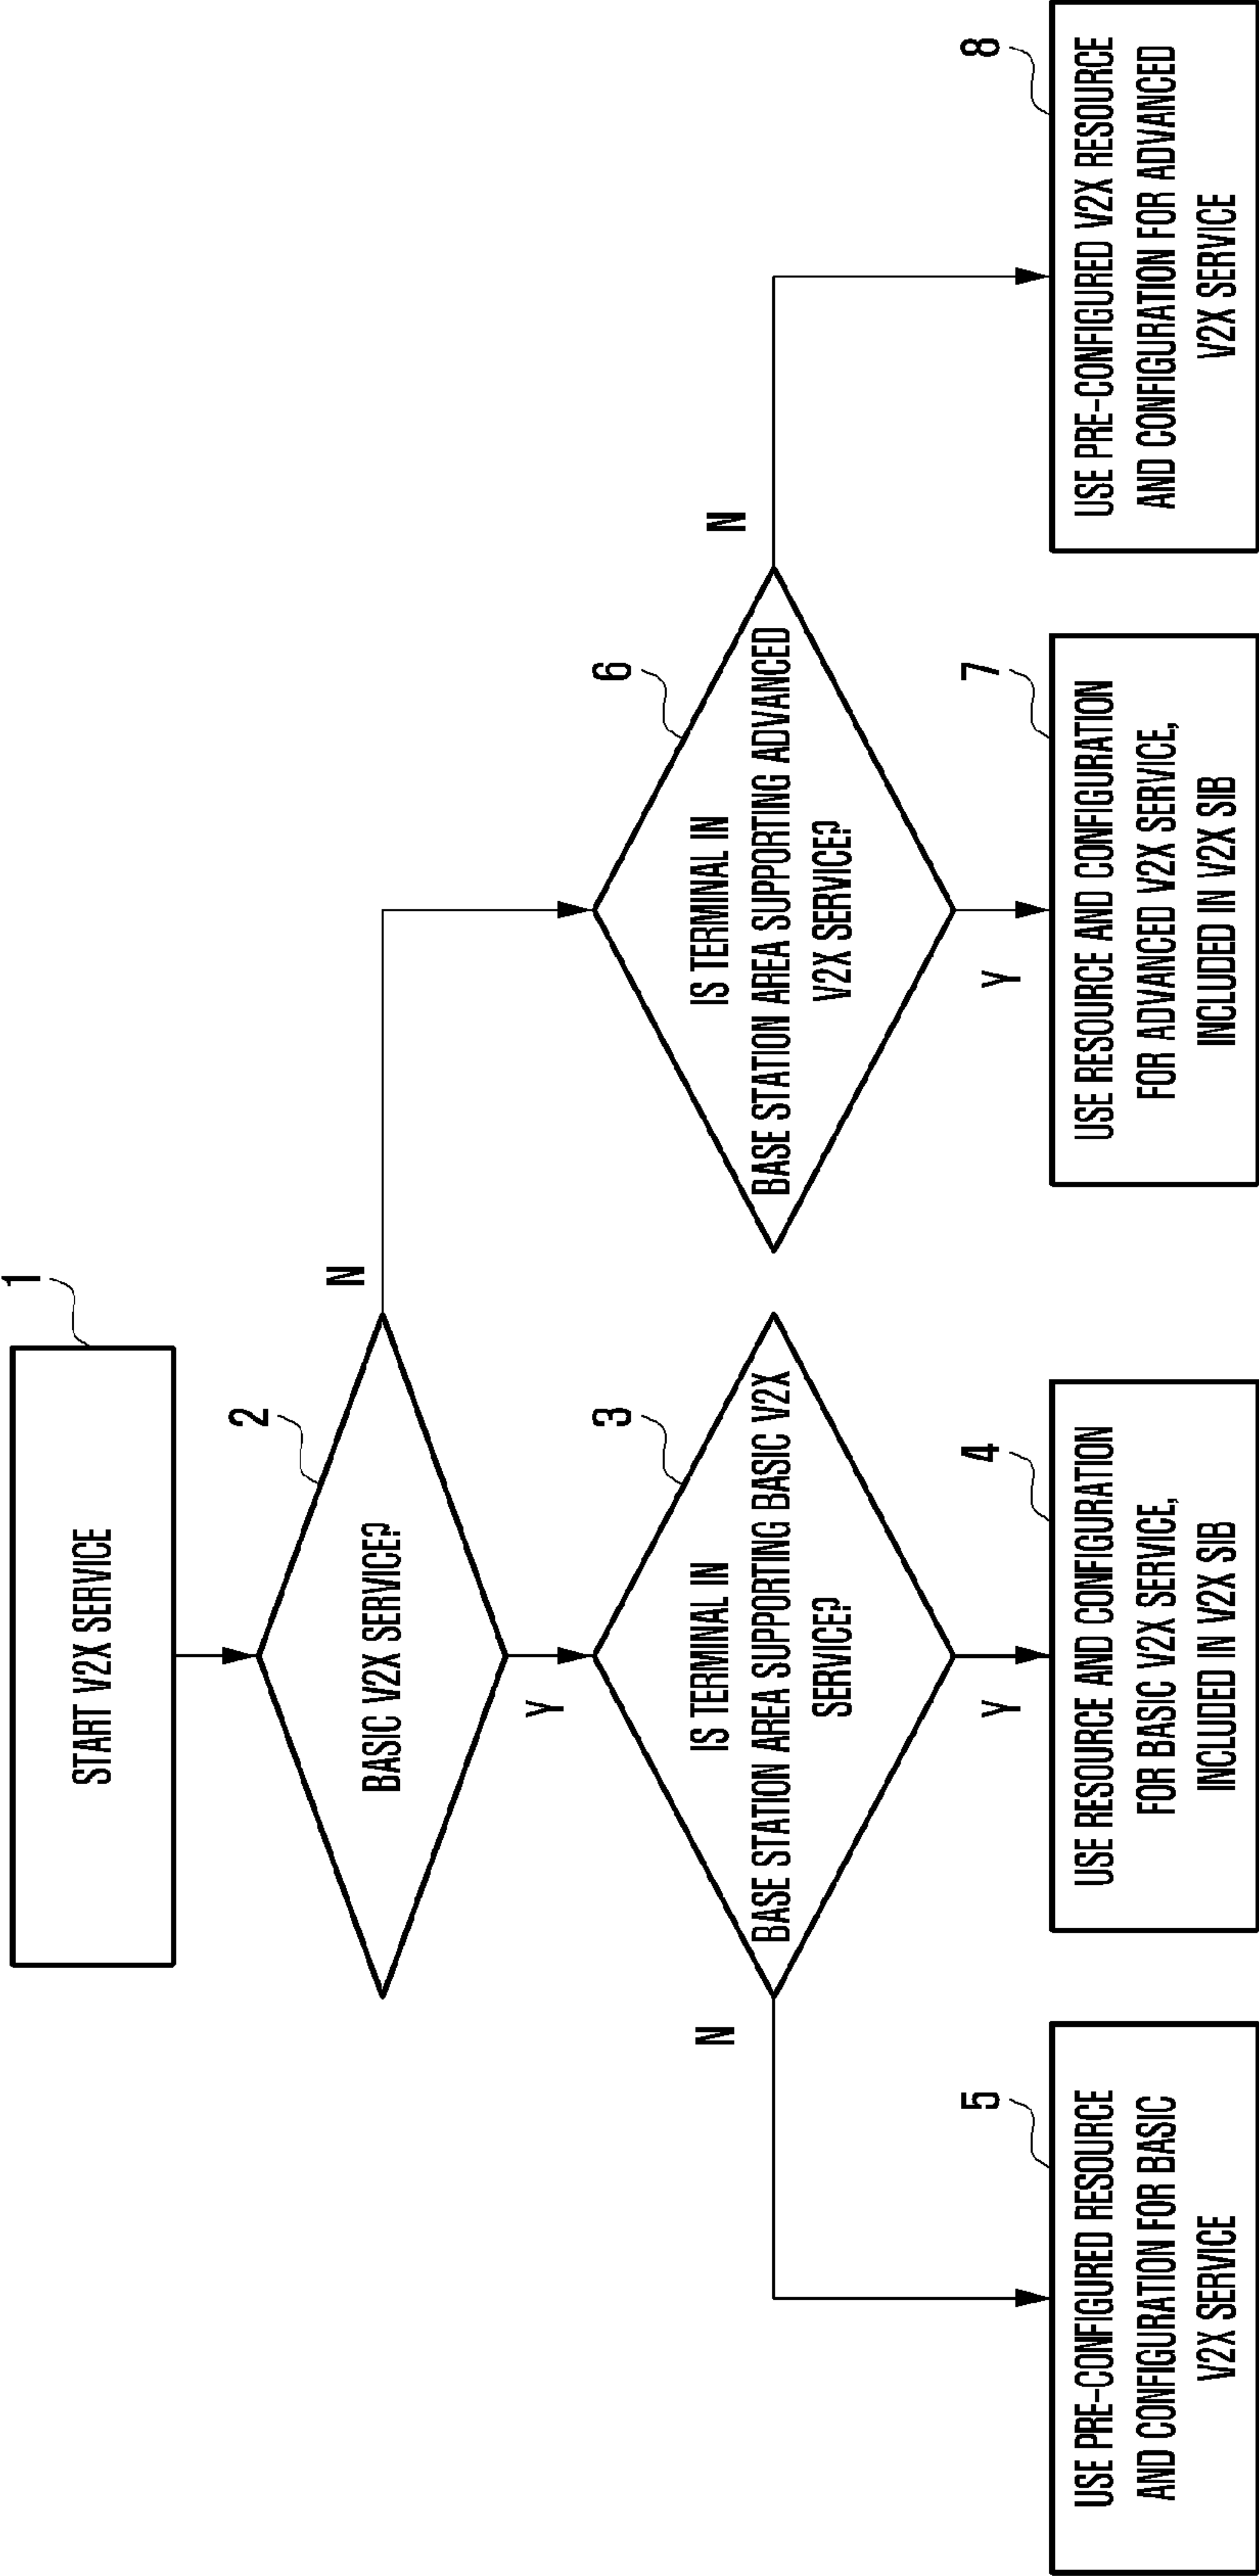 1
START V2X SERVICE
2
BASIC V2X SERVICE?
N
Y
3
IS TERMINAL IN
BASE STATION AREA SUPPORTING BASIC V2X
SERVICE?
N
Y
6
IS TERMINAL IN
BASE STATION AREA SUPPORTING ADVANCED
V2X SERVICE?
N
Y
5
USE PRE-CONFIGURED RESOURCE
AND CONFIGURATION FOR BASIC
V2X SERVICE
4
USE RESOURCE AND CONFIGURATION
FOR BASIC V2X SERVICE,
INCLUDED IN V2X SIB
7
USE RESOURCE AND CONFIGURATION
FOR ADVANCED V2X SERVICE,
INCLUDED IN V2X SIB
8
USE PRE-CONFIGURED V2X RESOURCE
AND CONFIGURATION FOR ADVANCED
V2X SERVICE